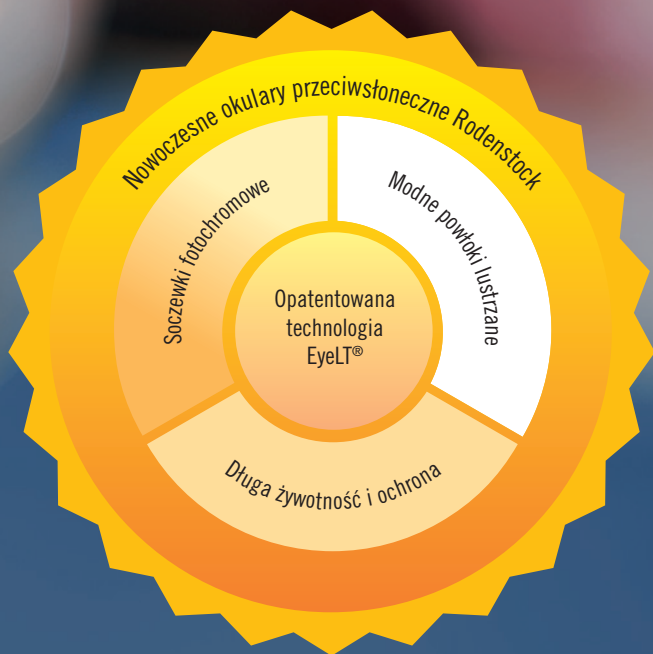 Nowoczesne okulary przeciwsłoneczne Rodenstock
Soczewki fotochromowe
Modne powłoki lustrzane
Opatentowana
technologia
EyeLT®
Długa żywotność i ochrona